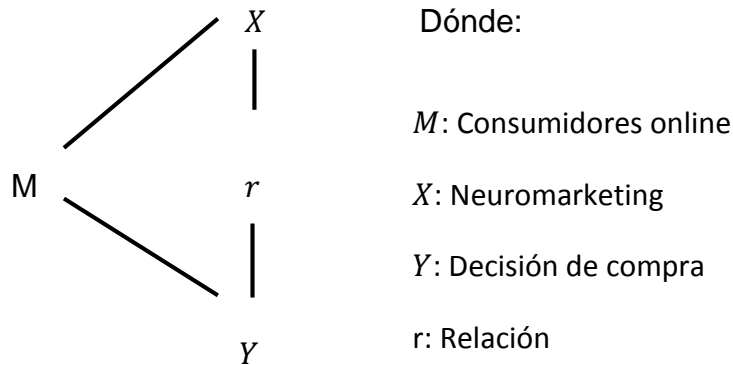 X
Dónde:
M: Consumidores online
M
r
X: Neuromarketing
Y: Decisión de compra
Y
r: Relación